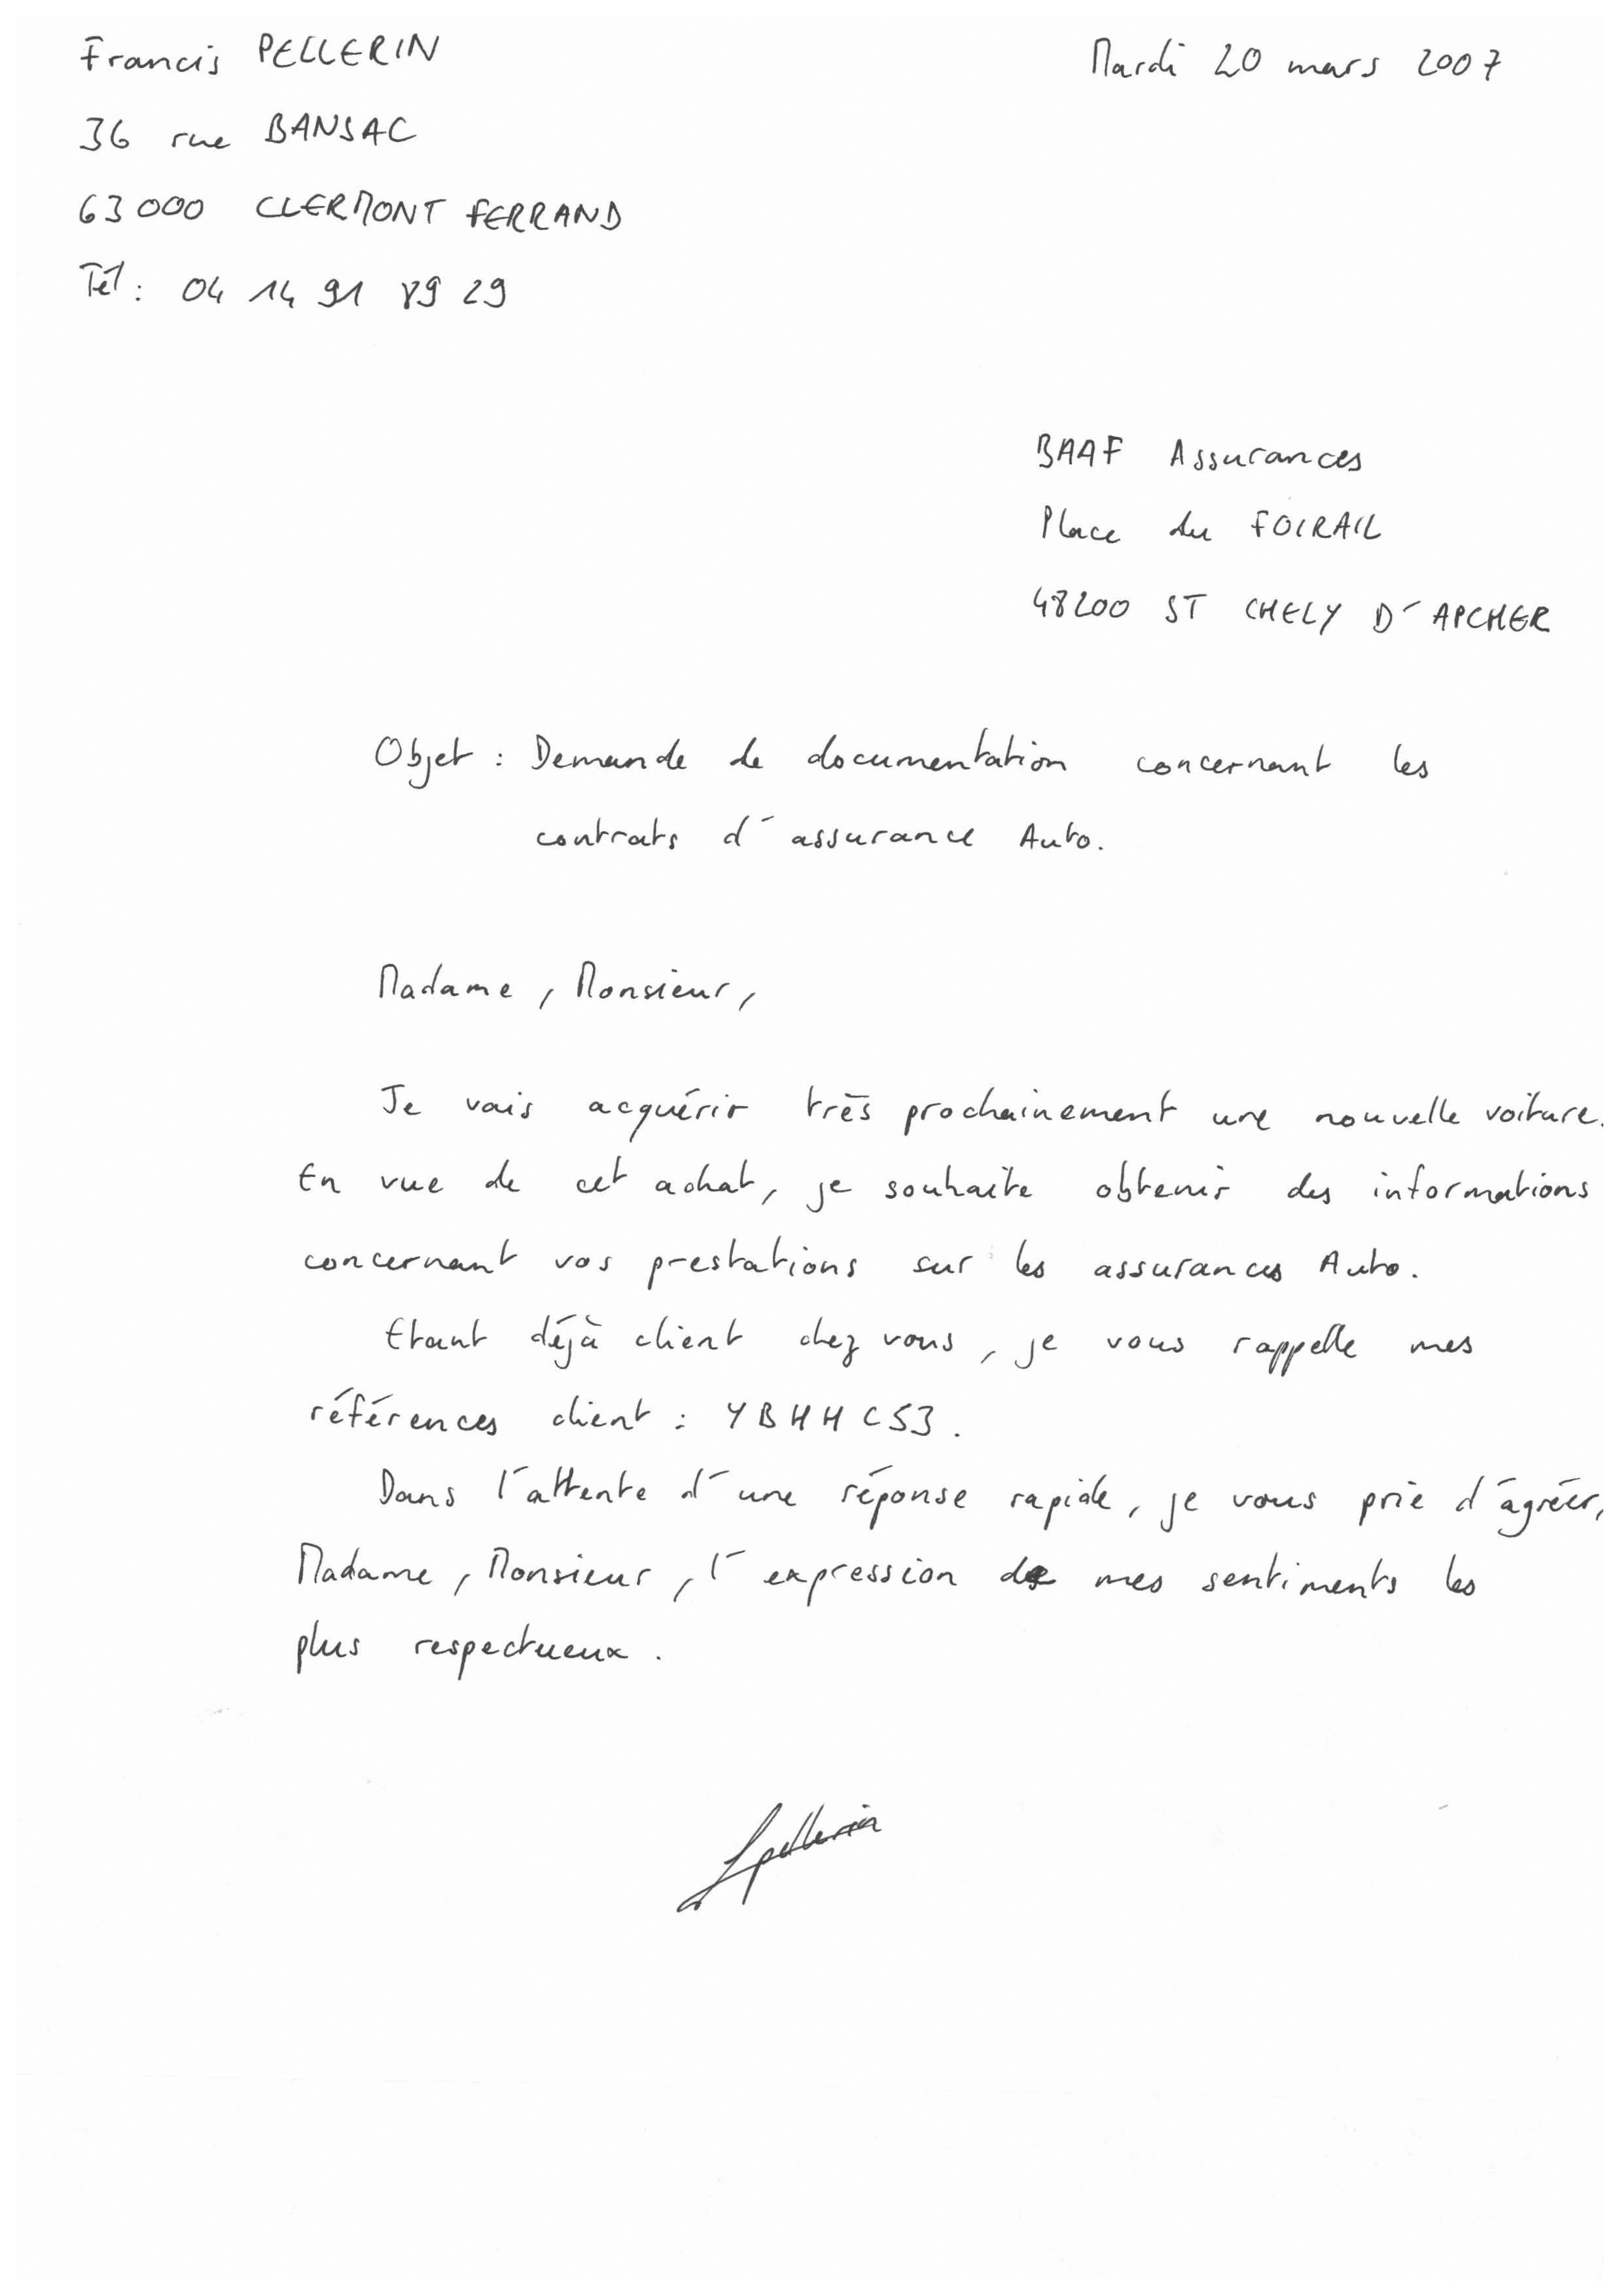 Francis PELLERIN
Mardi 20 mars 2007
36 rue BANSAC
63000 CLERMONT FERRAND
Tél : 04 14 91 89 29
BAAF Assurances
Place du FOIRAIL
48200 ST CHELY D'APCHER
Objet : Demande de documentation concernant les
contrats d'assurance Auto.
Madame, Monsieur,
Je vais acquérir très prochainement une nouvelle voiture.
En vue de cet achat, je souhaite obtenir des informations
concernant vos prestations sur les assurances Auto.
Etant déjà client chez vous, je vous rappelle mes
références client : YBHHC53.
Dans l'attente d'une réponse rapide, je vous prie d'agréer,
Madame, Monsieur, l'expression de mes sentiments les
plus respectueux.
fpellerin